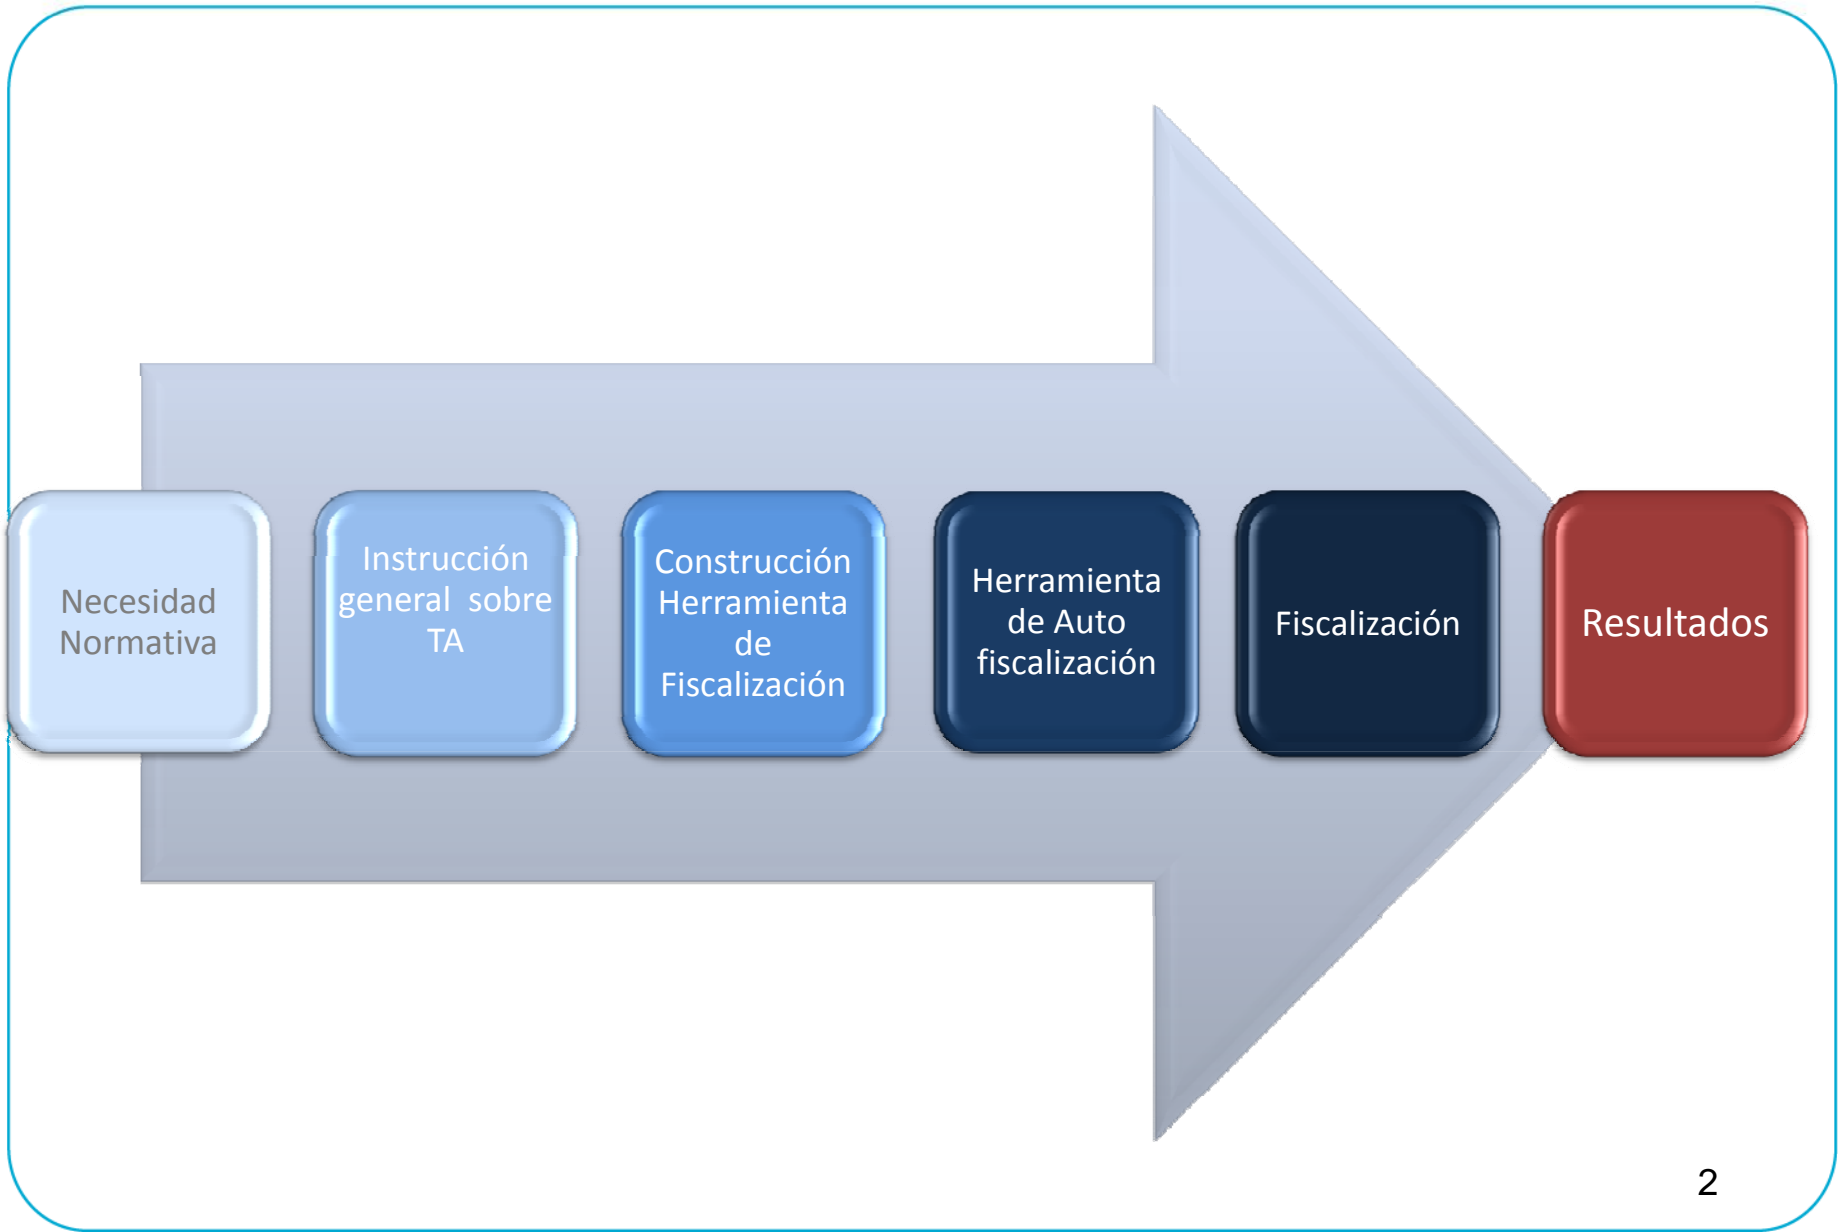 Necesidad
Normativa
Instrucción
general sobre
TA
Construcción
Herramienta
de
Fiscalización
Herramienta
de Auto
fiscalización
Fiscalización
Resultados
2